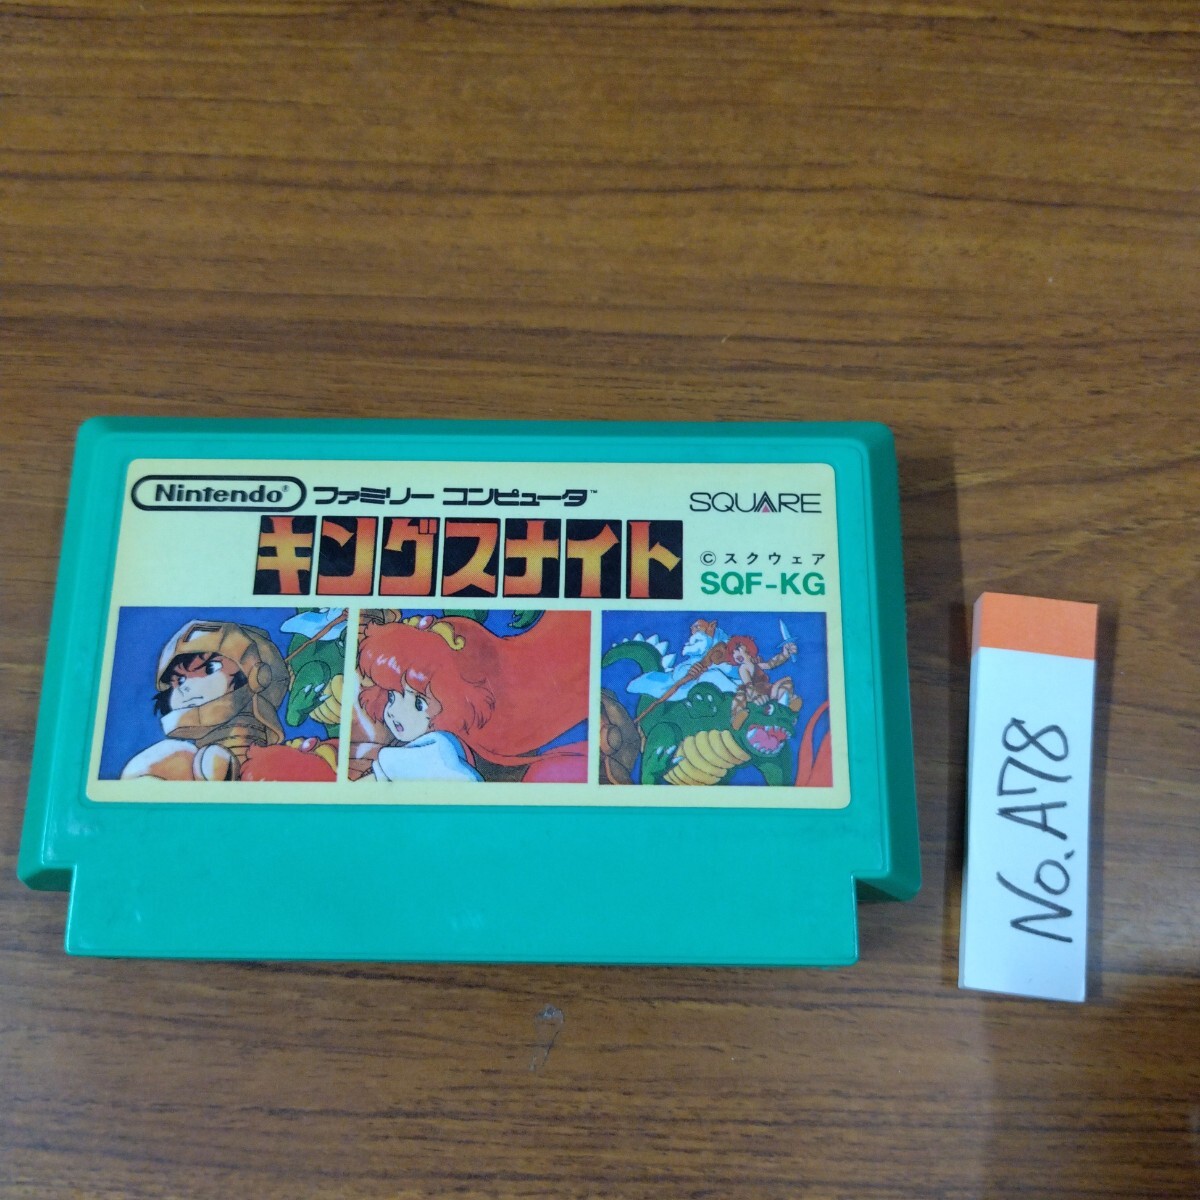 Nintendo® ファミリー コンピュータ™
SQUARE
キングスナイト
©スクウェア
SQF-KG
No. A78